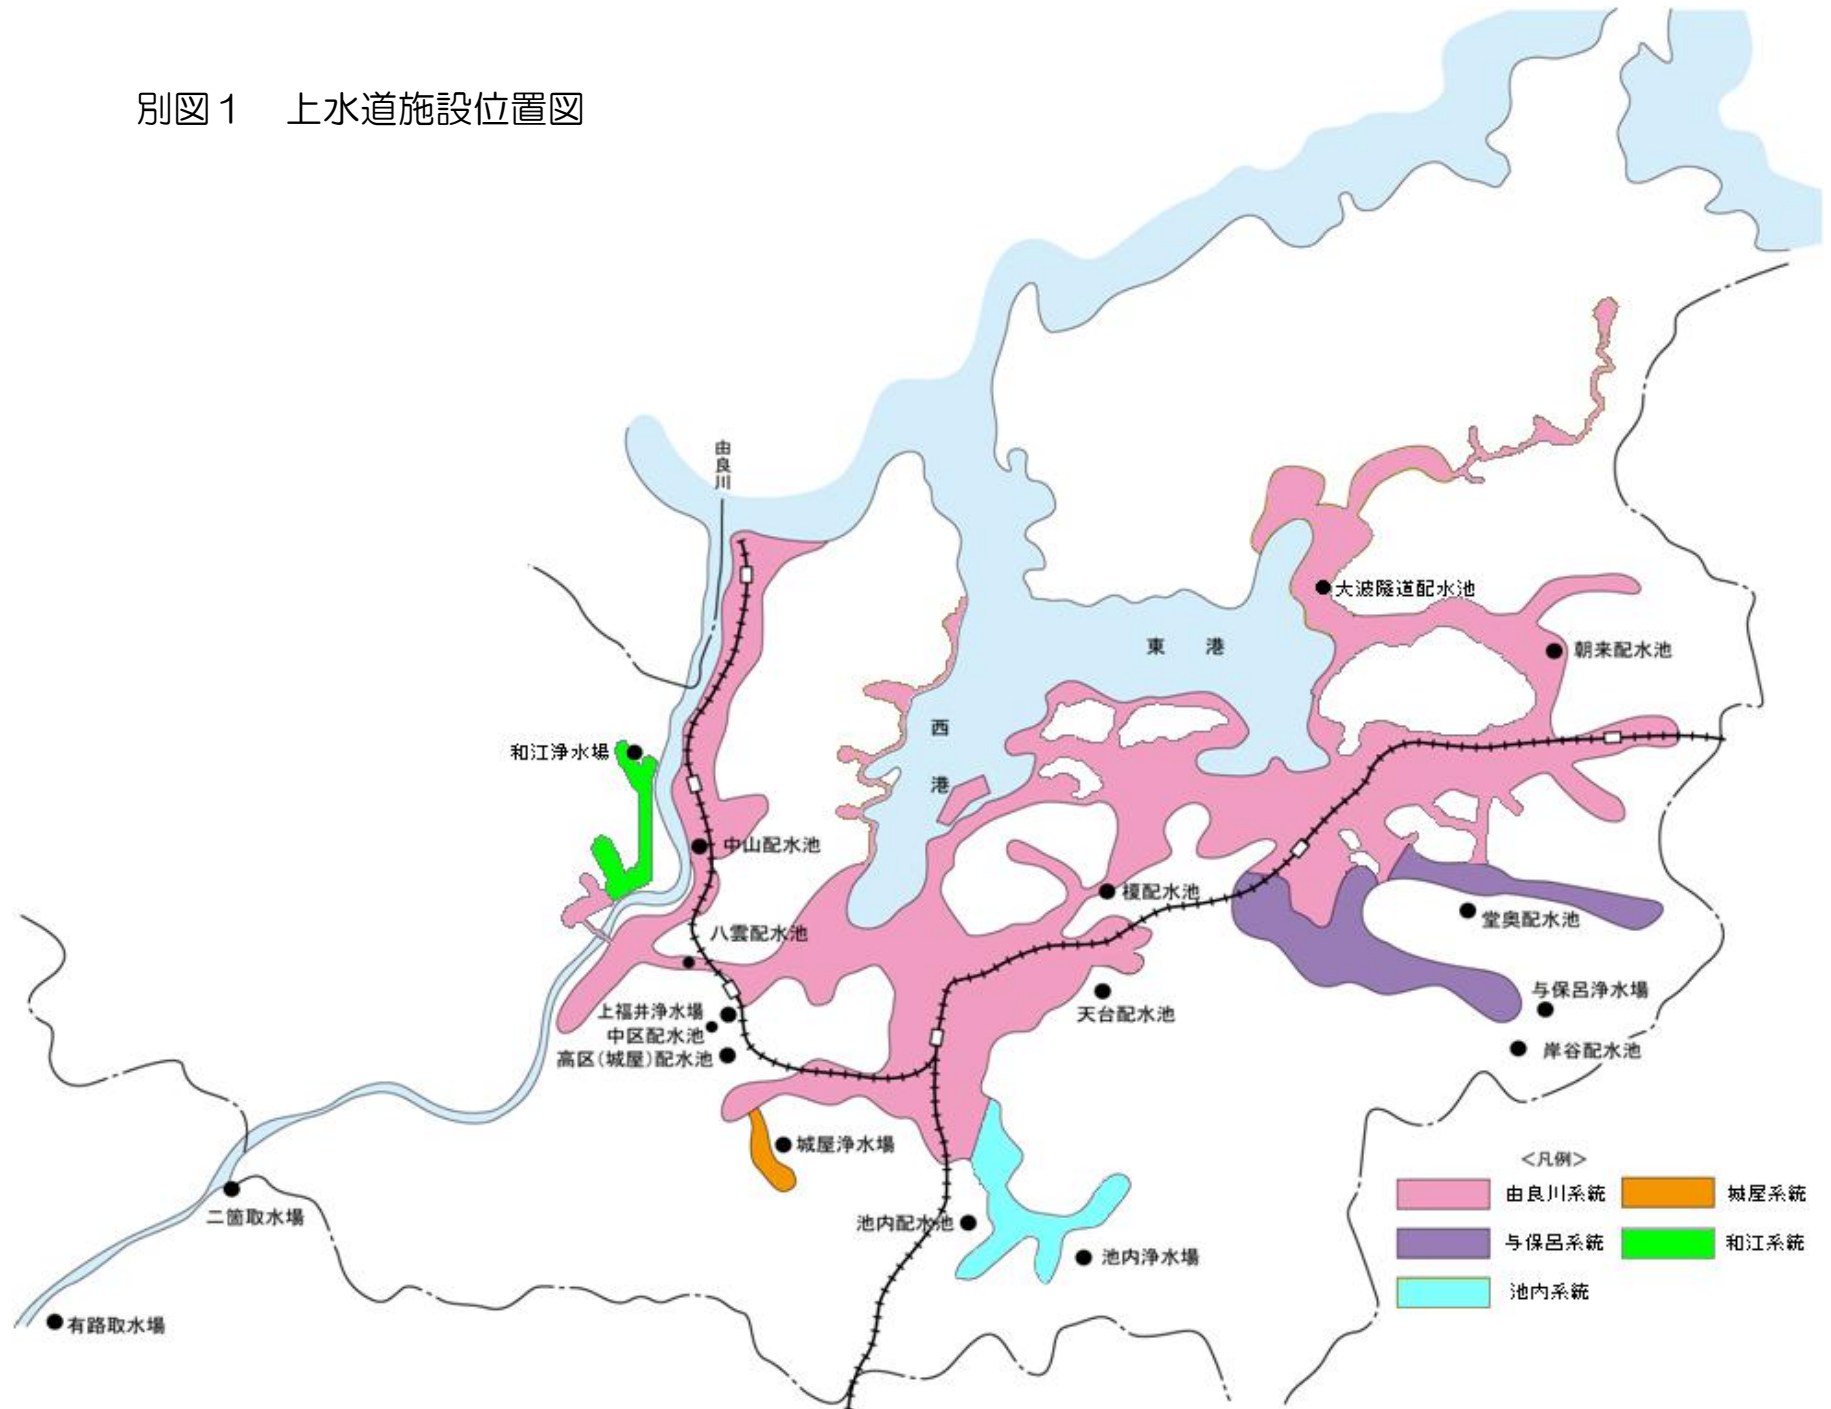 別図１　上水道施設位置図
由良川
大波隧道配水池
東　港
朝来配水池
西
港
和江浄水場
中山配水池
榎配水池
堂奥配水池
八雲配水池
与保呂浄水場
天台配水池
上福井浄水場
中区配水池
高区(城屋)配水池
岸谷配水池
城屋浄水場
＜凡例＞
由良川系統
城屋系統
二箇取水場
池内配水池
与保呂系統
和江系統
池内浄水場
池内系統
有路取水場